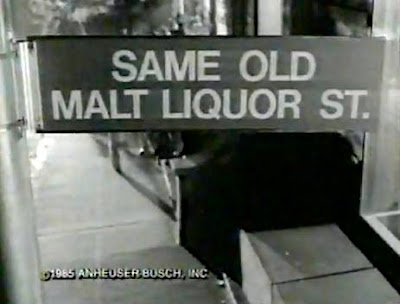 SAME OLD
MALT LIQUOR ST.
©1985 ANHEUSER-BUSCH, INC